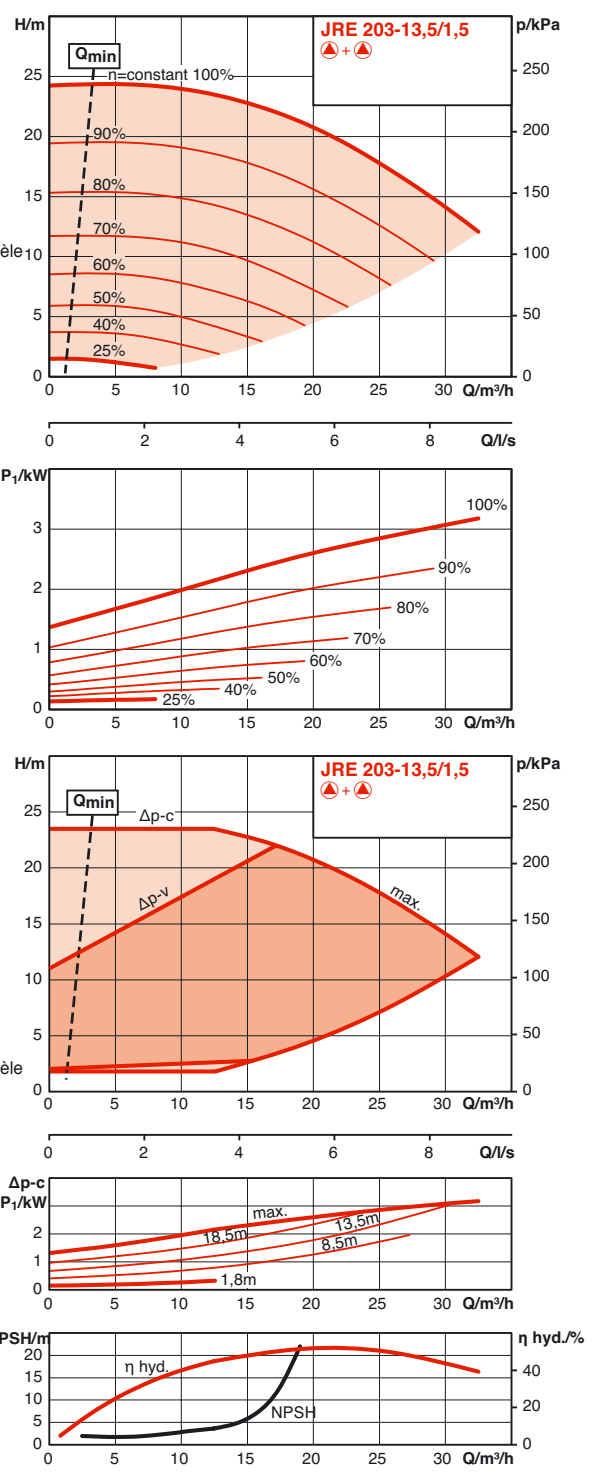 H/m
JRE 203-13,5/1,5
+
p/kPa
Qmin
n=constant 100%
25
250
20
90%
200
80%
15
150
70%
èle 10
100
60%
50%
5
50
40%
25%
0
0
0 5 10 15 20 25 30 Q/m³/h
0 2 4 6 8 Q/l/s
P1/kW
100%
3
90%
2
80%
70%
1
60%
50%
40%
25%
0
0 5 10 15 20 25 30 Q/m³/h
H/m
JRE 203-13,5/1,5
+
p/kPa
Qmin
Δp-c
25
250
20
200
Δp-v
max.
15
150
10
100
5
50
èle
0
0
0 5 10 15 20 25 30 Q/m³/h
0 2 4 6 8 Q/l/s
Δp-c
P1/kW
max.
18,5m
13,5m
8,5m
2
1
1,8m
0
0 5 10 15 20 25 30 Q/m³/h
PSH/m
η hyd./%
20
η hyd.
40
15
10
20
NPSH
5
0
0
0 5 10 15 20 25 30 Q/m³/h